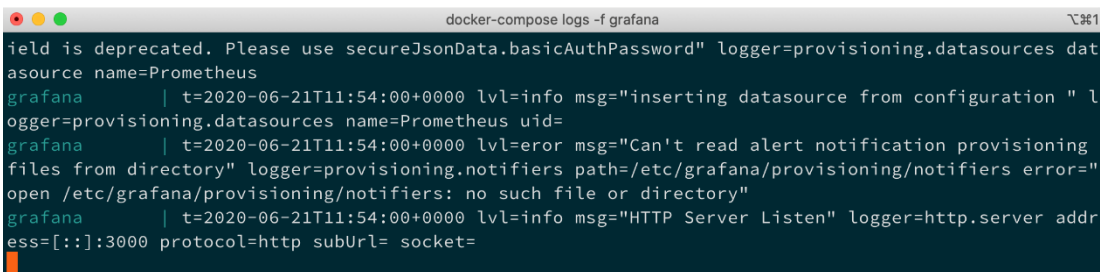 docker-compose logs -f grafana
⌥⌘1
ield is deprecated. Please use secureJsonData.basicAuthPassword" logger=provisioning.datasources dat
asource name=Prometheus
grafana | t=2020-06-21T11:54:00+0000 lvl=info msg="inserting datasource from configuration " l
ogger=provisioning.datasources name=Prometheus uid=
grafana | t=2020-06-21T11:54:00+0000 lvl=eror msg="Can't read alert notification provisioning
files from directory" logger=provisioning.notifiers path=/etc/grafana/provisioning/notifiers error="
open /etc/grafana/provisioning/notifiers: no such file or directory"
grafana | t=2020-06-21T11:54:00+0000 lvl=info msg="HTTP Server Listen" logger=http.server addr
ess=[::]:3000 protocol=http subUrl= socket=